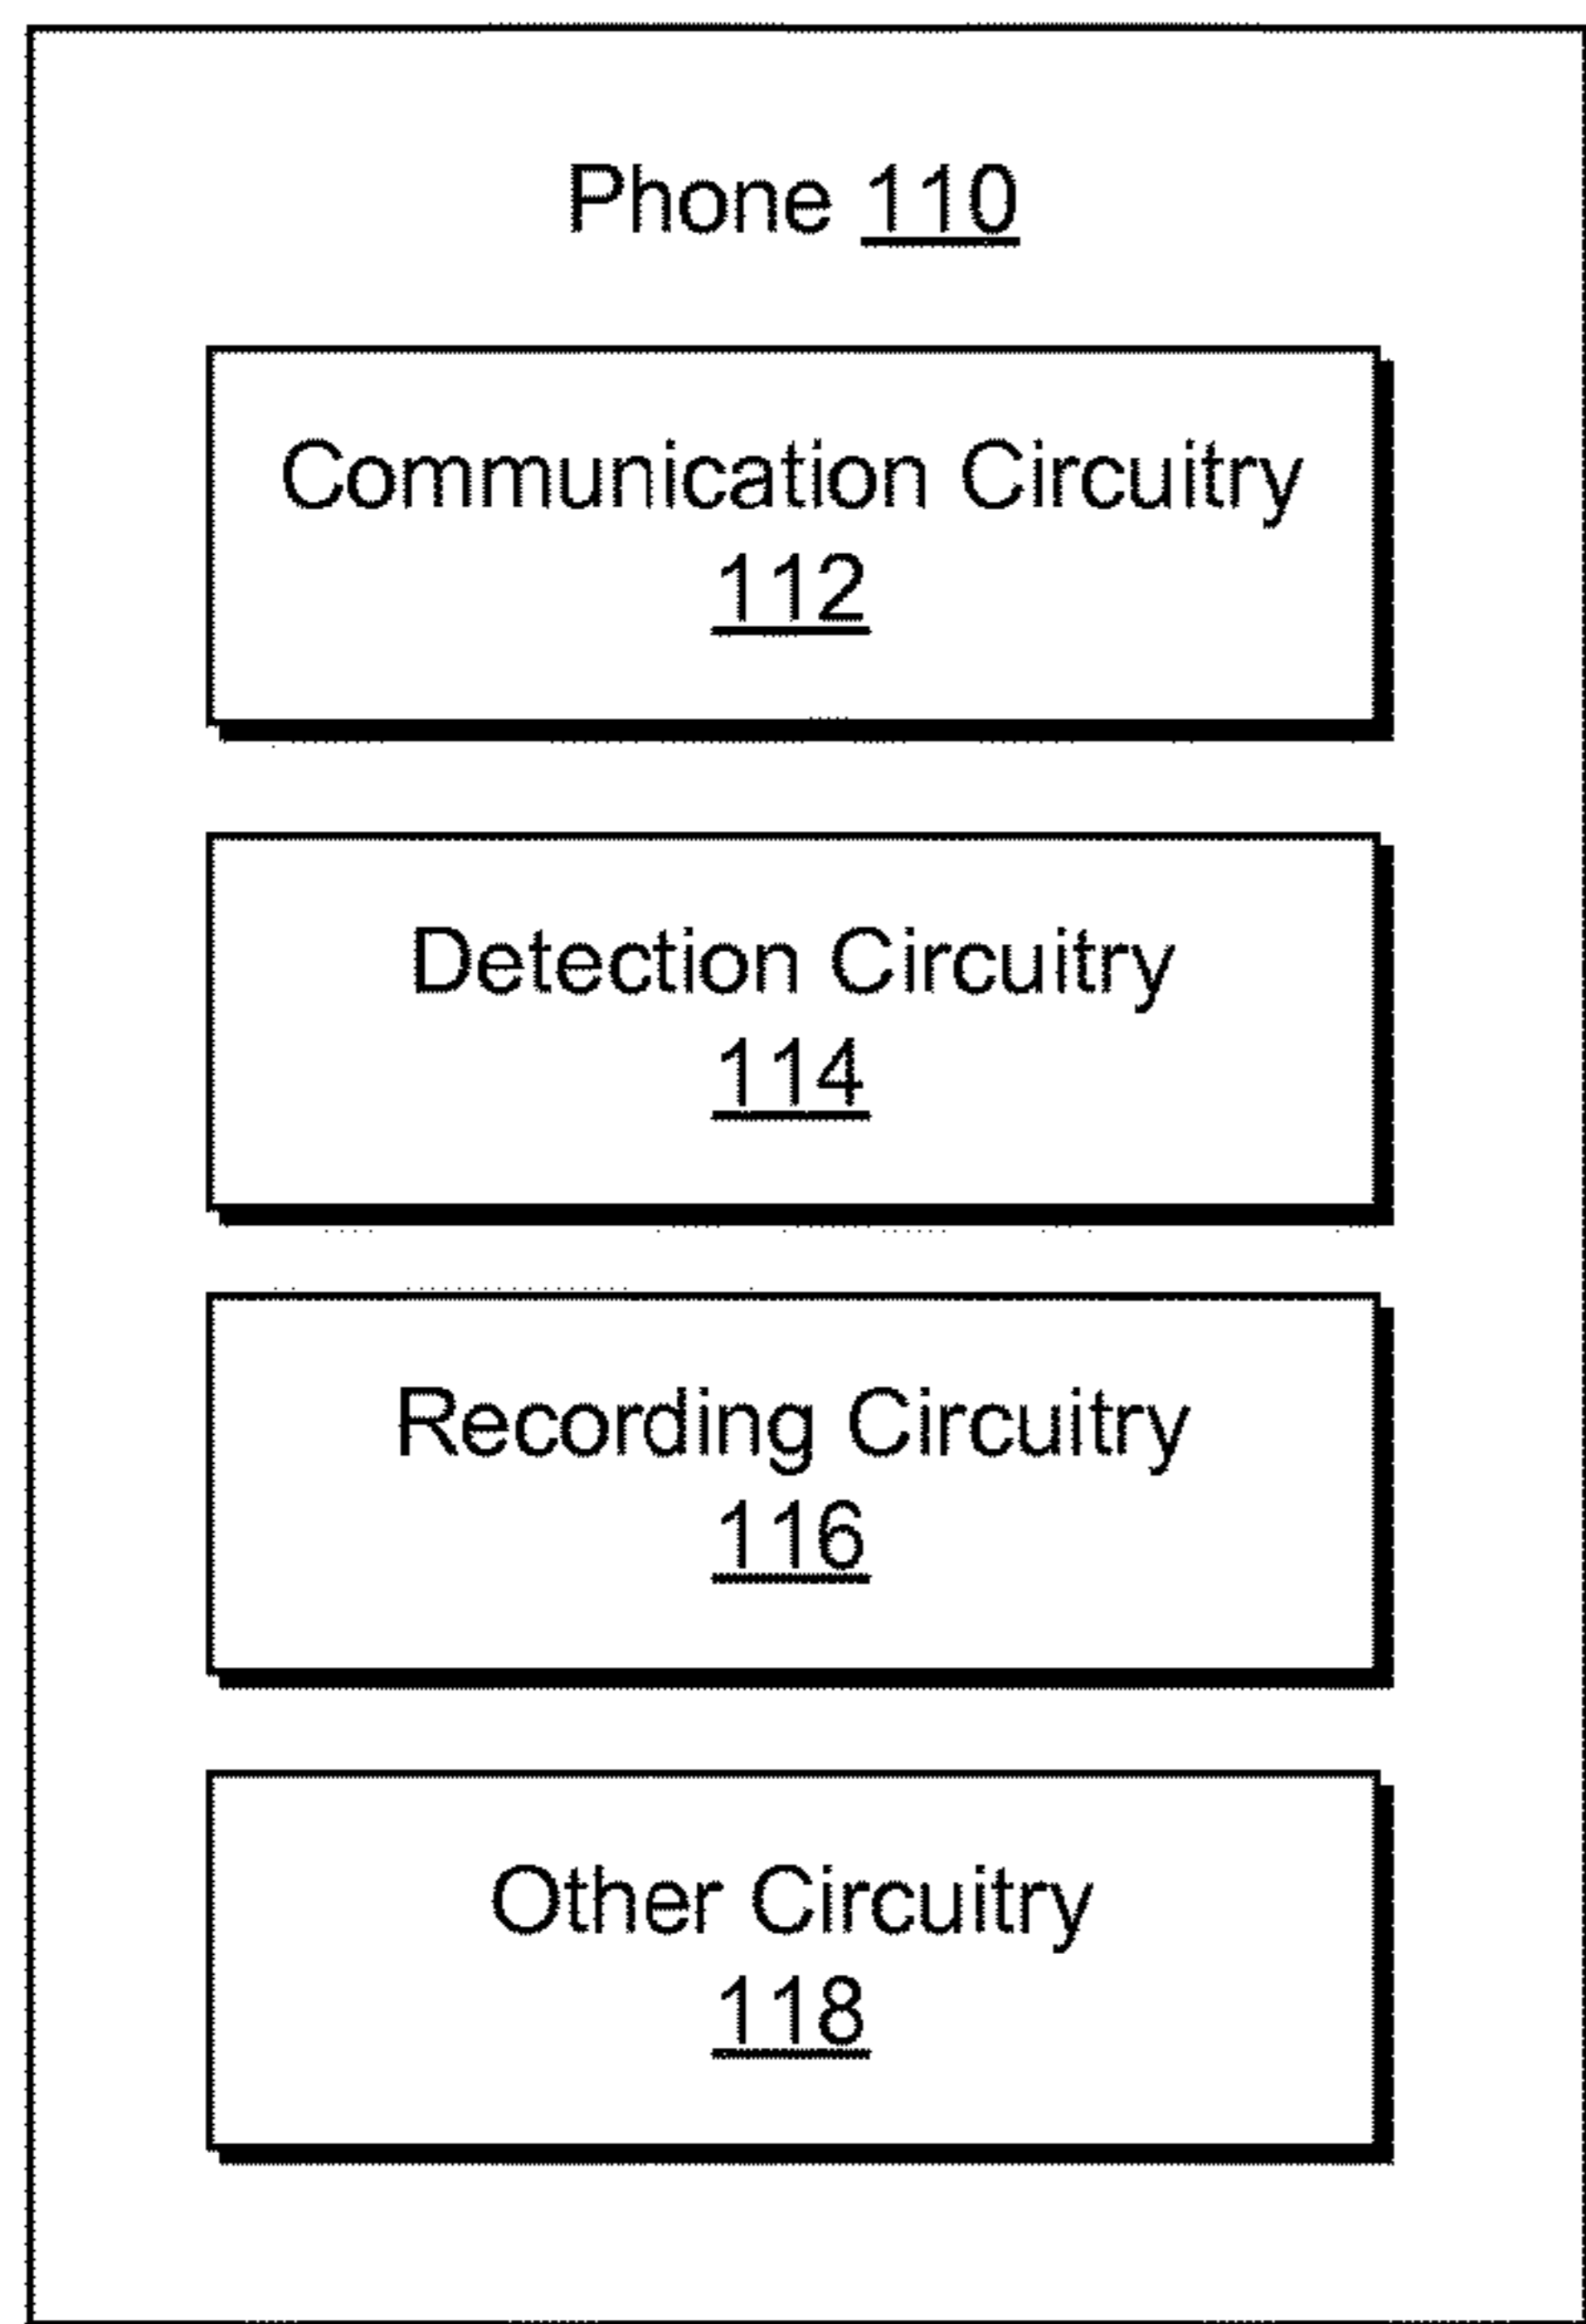 Phone 110
Communication Circuitry
112
Detection Circuitry
114
Recording Circuitry
116
Other Circuitry
118